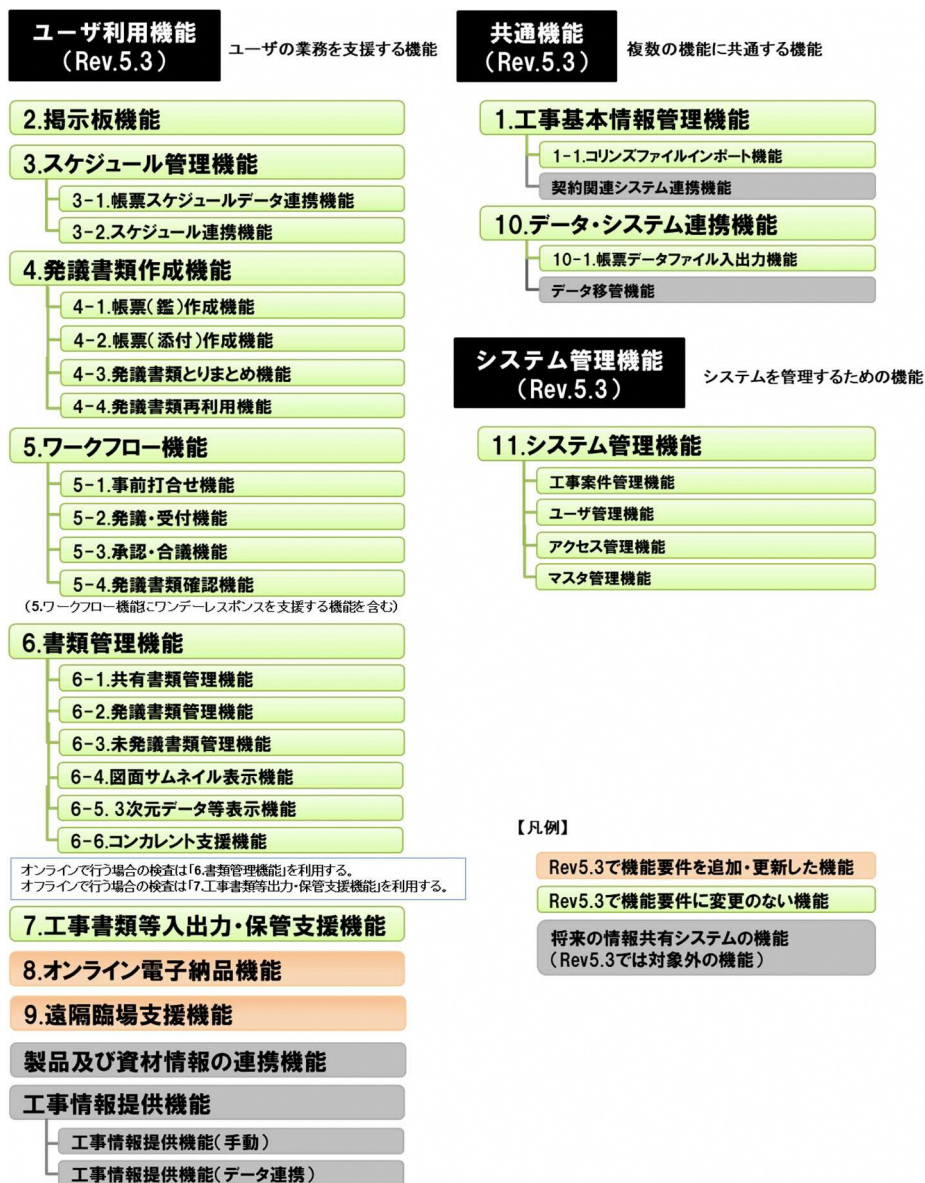 ユーザ利用機能
(Rev.5.3)
ユーザの業務を支援する機能
2.掲示板機能
3.スケジュール管理機能
3-1.帳票スケジュールデータ連携機能
3-2.スケジュール連携機能
4.発議書類作成機能
4-1.帳票(鑑)作成機能
4-2.帳票(添付)作成機能
4-3.発議書類とりまとめ機能
4-4.発議書類再利用機能
5.ワークフロー機能
5-1.事前打合せ機能
5-2.発議・受付機能
5-3.承認・合議機能
5-4.発議書類確認機能
(5.ワークフロー機能にワンデーレスポンスを支援する機能を含む)
6.書類管理機能
6-1.共有書類管理機能
6-2.発議書類管理機能
6-3.未発議書類管理機能
6-4.図面サムネイル表示機能
6-5. 3次元データ等表示機能
6-6.コンカレント支援機能
オンラインで行う場合の検査は「6.書類管理機能」を利用する。
オフラインで行う場合の検査は「7.工事書類等出力・保管支援機能」を利用する。
7.工事書類等入出力・保管支援機能
8.オンライン電子納品機能
9.遠隔臨場支援機能
製品及び資材情報の連携機能
工事情報提供機能
工事情報提供機能(手動)
工事情報提供機能(データ連携)
共通機能
(Rev.5.3)
複数の機能に共通する機能
1.工事基本情報管理機能
1-1.コリンズファイルインポート機能
契約関連システム連携機能
10.データ・システム連携機能
10-1.帳票データファイル入出力機能
データ移管機能
システム管理機能
(Rev.5.3)
システムを管理するための機能
11.システム管理機能
工事案件管理機能
ユーザ管理機能
アクセス管理機能
マスタ管理機能
【凡例】
Rev5.3で機能要件を追加・更新した機能
Rev5.3で機能要件に変更のない機能
将来の情報共有システムの機能
(Rev5.3では対象外の機能)